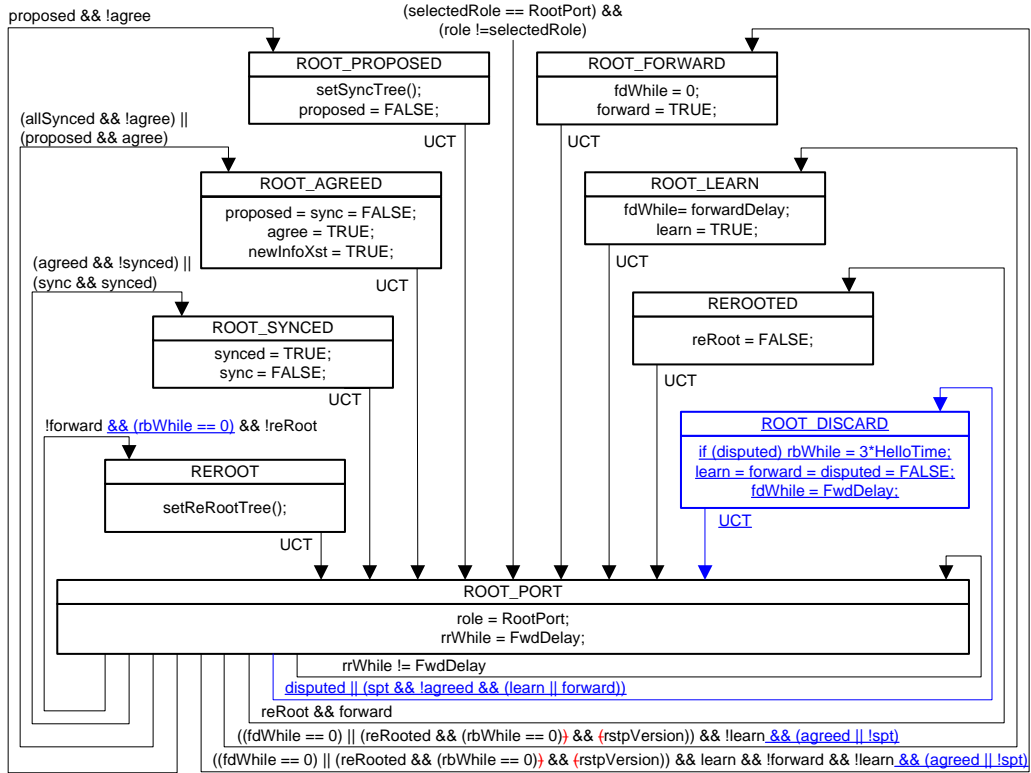 proposed && !agree
(selectedRole == RootPort) &&
(role !=selectedRole)
ROOT_PROPOSED
setSyncTree();
proposed = FALSE;
UCT
ROOT_FORWARD
fdWhile = 0;
forward = TRUE;
UCT
(allSynced && !agree) ||
(proposed && agree)
ROOT_AGREED
proposed = sync = FALSE;
agree = TRUE;
newInfoXst = TRUE;
UCT
ROOT_LEARN
fdWhile= forwardDelay;
learn = TRUE;
UCT
(agreed && !synced) ||
(sync && synced)
ROOT_SYNCED
synced = TRUE;
sync = FALSE;
UCT
REROOTED
reRoot = FALSE;
UCT
!forward && (rbWhile == 0) && !reRoot
REROOT
setReRootTree();
UCT
ROOT_DISCARD
if (disputed) rbWhile = 3*HelloTime;
learn = forward = disputed = FALSE;
fdWhile = FwdDelay;
UCT
ROOT_PORT
role = RootPort;
rrWhile = FwdDelay;
rrWhile != FwdDelay
disputed || (spt && !agreed && (learn || forward))
reRoot && forward
((fdWhile == 0) || (reRooted && (rbWhile == 0)) && (rstpVersion)) && !learn && (agreed || !spt)
((fdWhile == 0) || (reRooted && (rbWhile == 0)) && (rstpVersion)) && learn && !forward && !learn && (agreed || !spt)